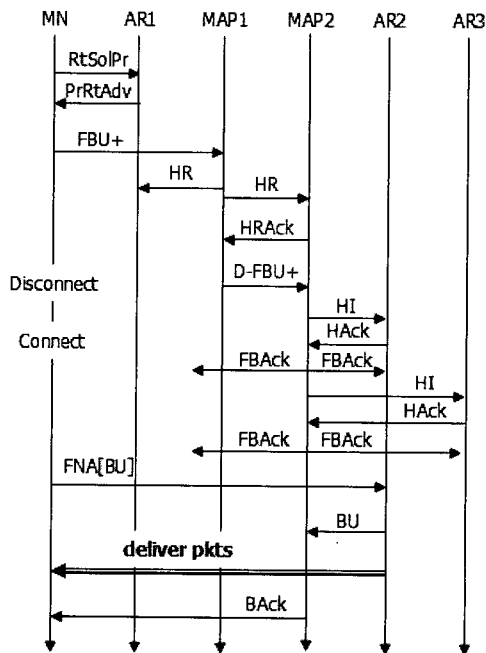 MN AR1 MAP1 MAP2 AR2 AR3
RtSolPr
PrRtAdv
FBU+
HR
HR
HRAck
D-FBU+
Disconnect
HI
HAck
Connect
FBAck FBAck
HI
HAck
FBAck FBAck
FNA[BU]
BU
deliver pkts
BAck